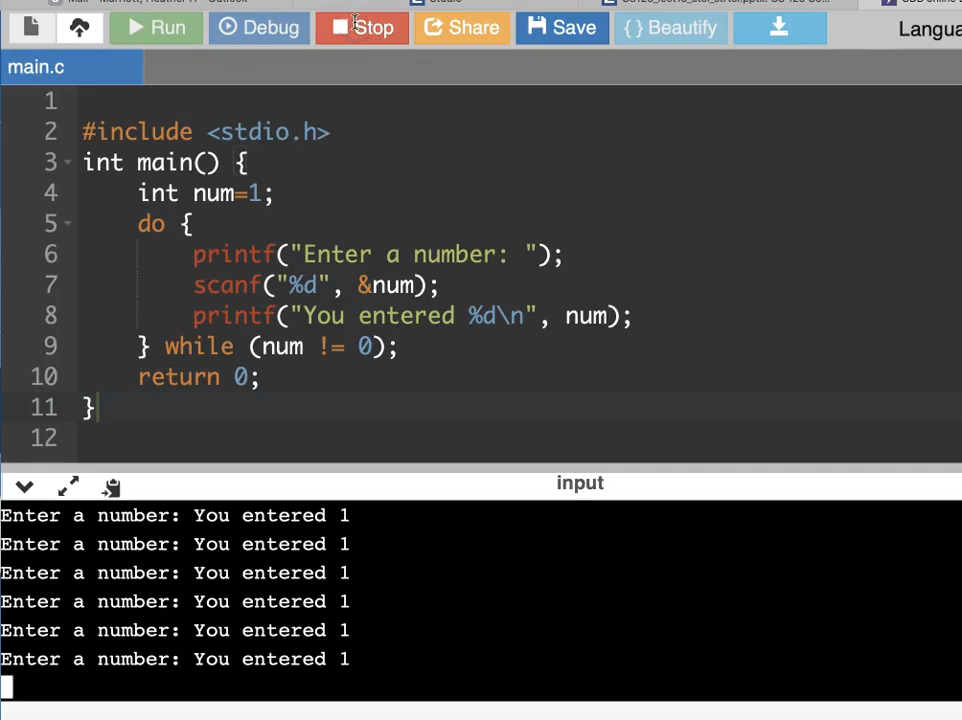 Run Debug Stop Share Save { } Beautify Langua
main.c
1
2 #include <stdio.h>
3 int main() {
4 int num=1;
5 do {
6 printf("Enter a number: ");
7 scanf("%d", &num);
8 printf("You entered %d\n", num);
9 } while (num != 0);
10 return 0;
11 }
12
input
Enter a number: You entered 1
Enter a number: You entered 1
Enter a number: You entered 1
Enter a number: You entered 1
Enter a number: You entered 1
Enter a number: You entered 1